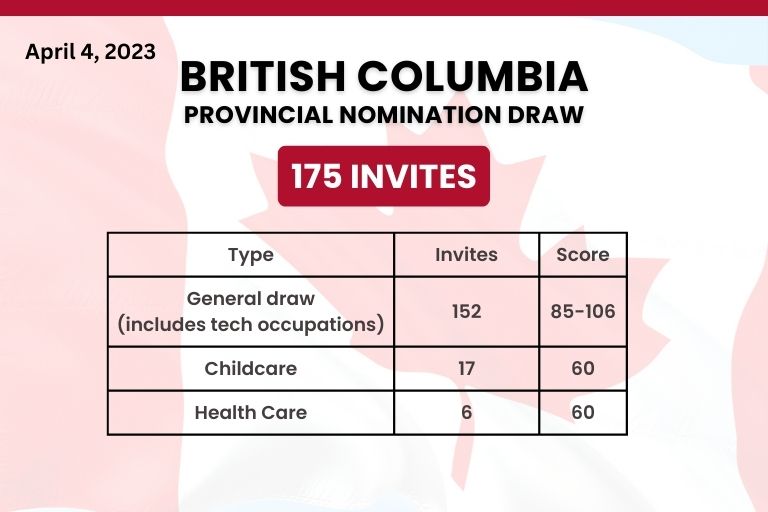 April 4, 2023
BRITISH COLUMBIA
PROVINCIAL NOMINATION DRAW
175 INVITES
Type Invites Score
General draw
(includes tech occupations) 152 85-106
Childcare 17 60
Health Care 6 60